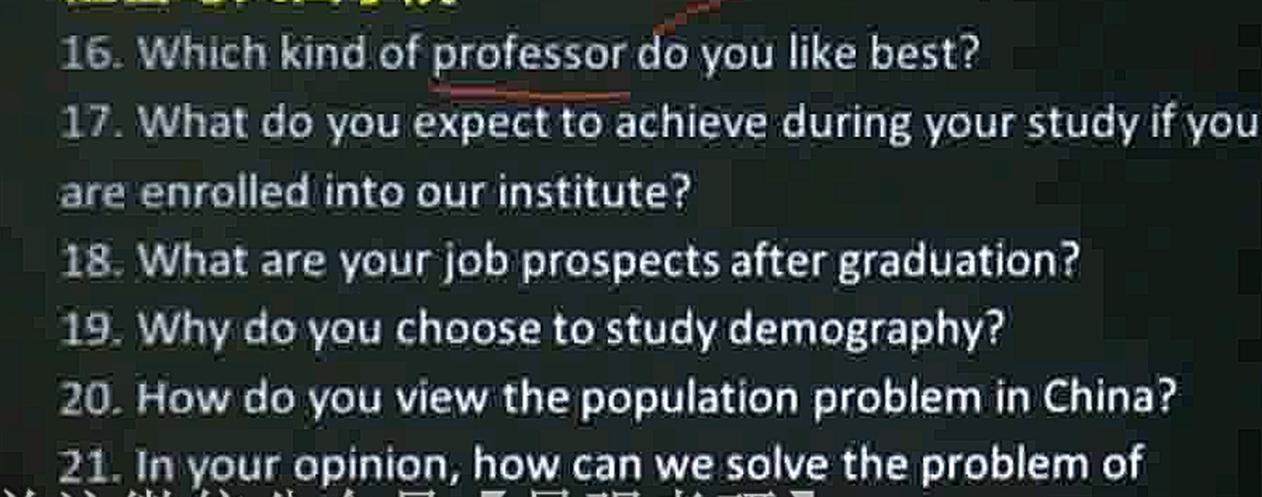 16. Which kind of professor do you like best?
17. What do you expect to achieve during your study if you
are enrolled into our institute?
18. What are your job prospects after graduation?
19. Why do you choose to study demography?
20. How do you view the population problem in China?
21. In your opinion, how can we solve the problem of